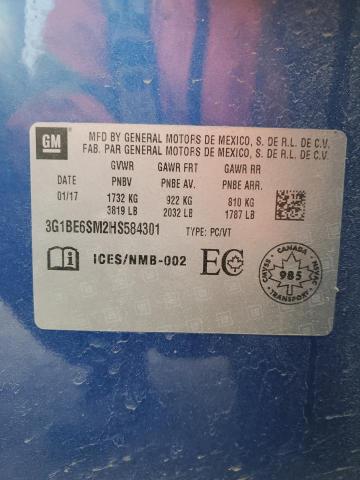 GM
MFD BY GENERAL MOTORS DE MEXICO, S. DE R.L. DE C.V.
FAB. PAR GENERAL MOTORS DE MEXICO, S. DE R.L. DE C.V.
GVWR GAWR FRT GAWR RR
DATE PNBV PNBE AV. PNBE ARR.
01/17 1732 KG 922 KG 810 KG
3819 LB 2032 LB 1787 LB
3G1BE6SM2HS584301 TYPE: PC/VT
ICES/NMB-002 EC
CANADA
CMVSS NSVAC
985
TRANSPORT